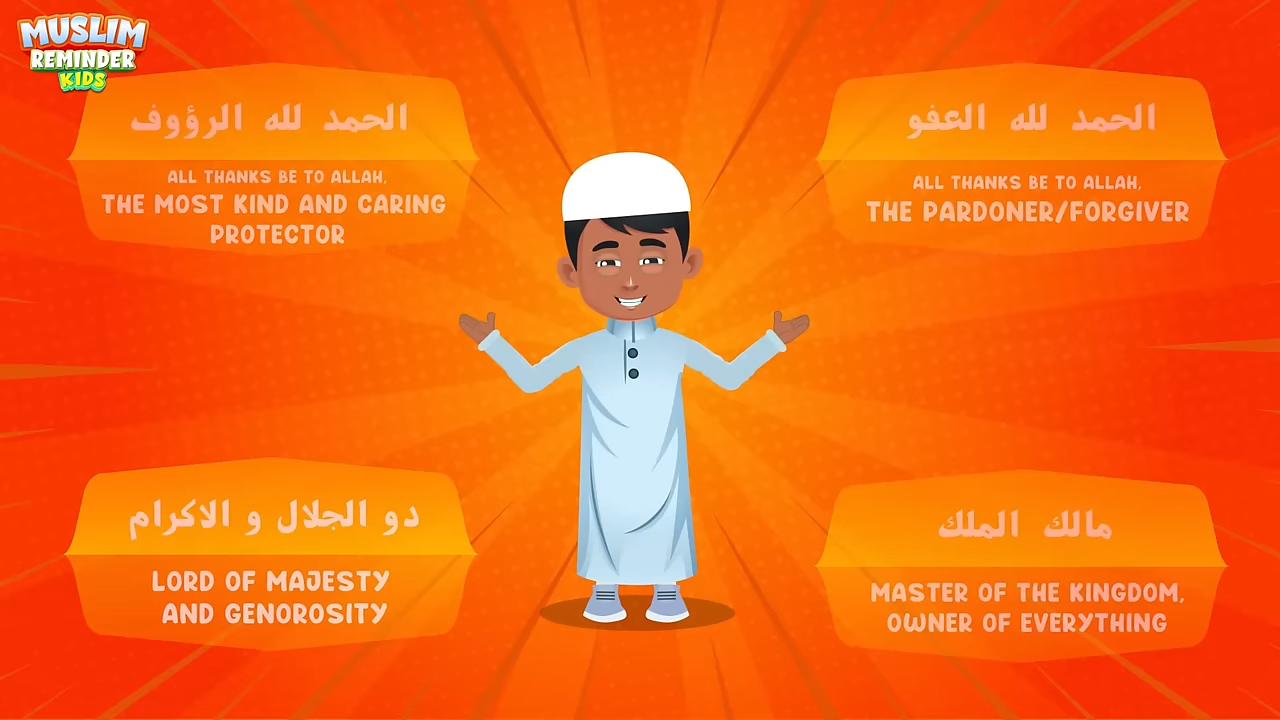 MUSLIM
REMINDER
KIDS
الحمد لله الرؤوف
ALL THANKS BE TO ALLAH,
THE MOST KIND AND CARING
PROTECTOR
الحمد لله العفو
ALL THANKS BE TO ALLAH,
THE PARDONER/FORGIVER
دو الجلال و الاكرام
LORD OF MAJESTY
AND GENOROSITY
مالك الملك
MASTER OF THE KINGDOM,
OWNER OF EVERYTHING